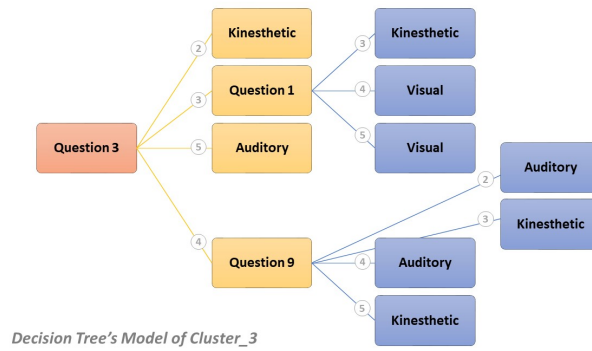 Kinesthetic
2
Kinesthetic
3
Question 1
3
4
Visual
Question 3
5
Auditory
5
Visual
2
Auditory
3
Kinesthetic
4
Question 9
4
Auditory
5
Kinesthetic
Decision Tree's Model of Cluster_3